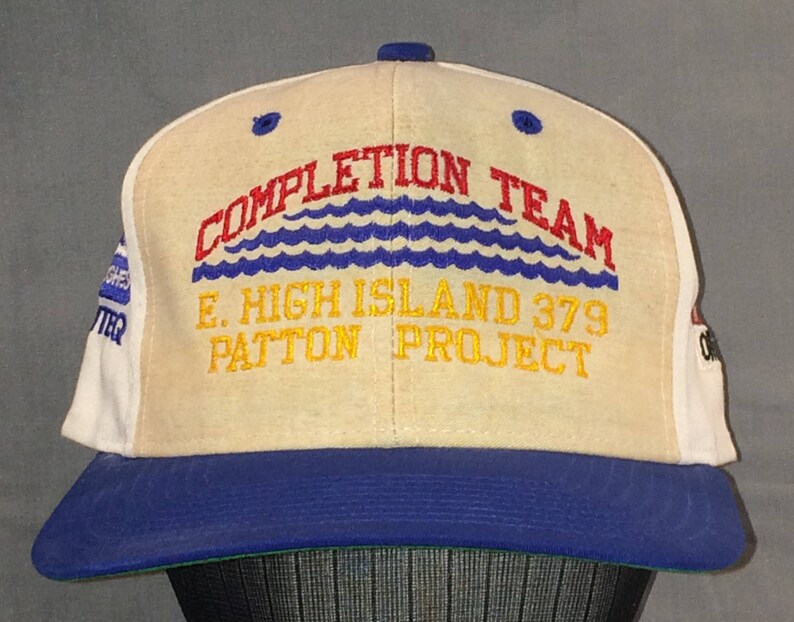 COMPLETION TEAM
E. HIGH ISLAND 379
PATTON PROJECT